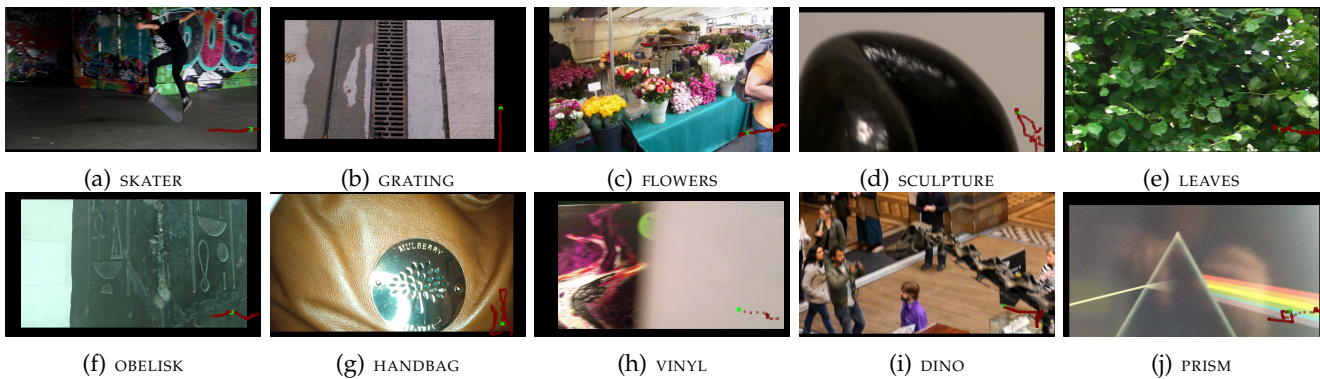 (a) SKATER
(b) GRATING
(c) FLOWERS
(d) SCULPTURE
(e) LEAVES
MULBERRY
(f) OBELISK
(g) HANDBAG
(h) VINYL
(i) DINO
(j) PRISM